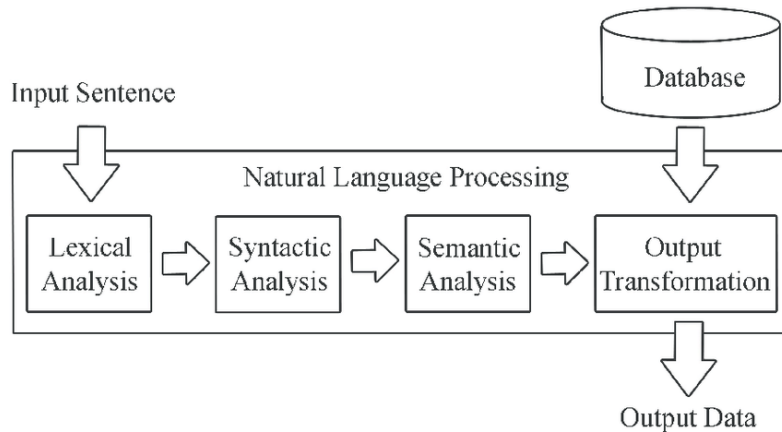 Database
Input Sentence
Natural Language Processing
Lexical
Analysis
Syntactic
Analysis
Semantic
Analysis
Output
Transformation
Output Data